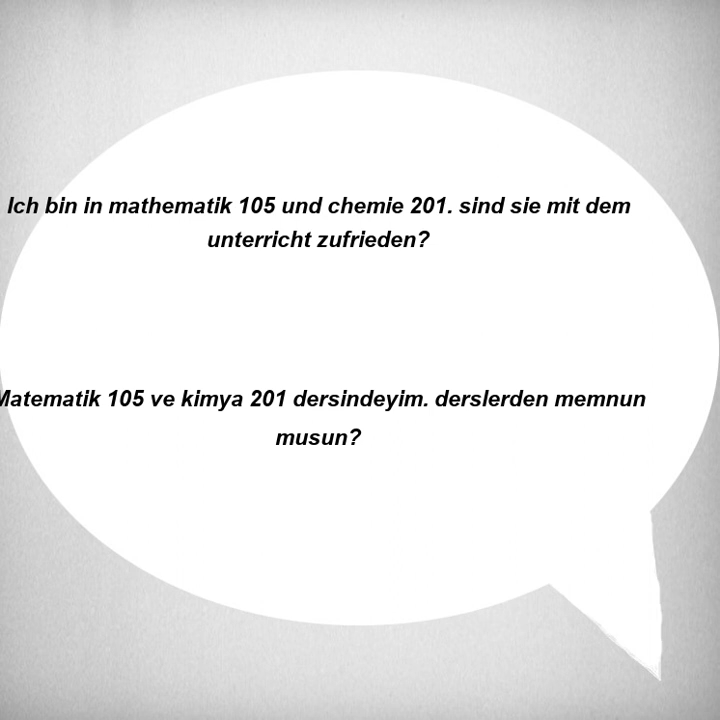 Ich bin in mathematik 105 und chemie 201. sind sie mit dem
unterricht zufrieden?
Matematik 105 ve kimya 201 dersindeyim. derslerden memnun
musun?